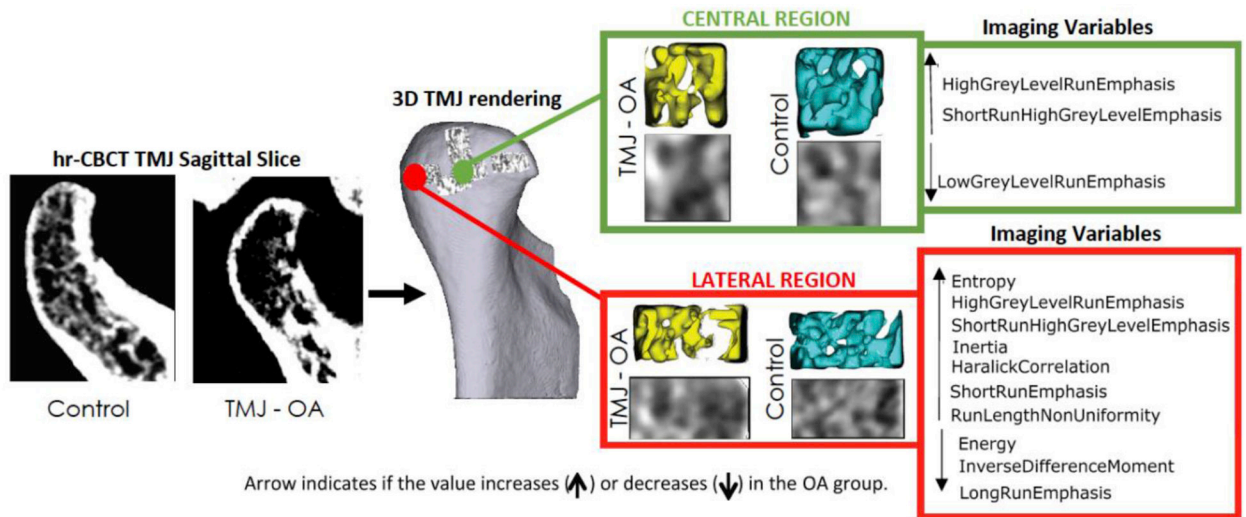 hr-CBCT TMJ Sagittal Slice
Control
TMJ - OA
3D TMJ rendering
CENTRAL REGION
TMJ - OA
Control
Imaging Variables
HighGreyLevelRunEmphasis
ShortRunHighGreyLevelEmphasis
LowGreyLevelRunEmphasis
LATERAL REGION
TMJ - OA
Control
Imaging Variables
Entropy
HighGreyLevelRunEmphasis
ShortRunHighGreyLevelEmphasis
Inertia
HaralickCorrelation
ShortRunEmphasis
RunLengthNonUniformity
Energy
InverseDifferenceMoment
LongRunEmphasis
Arrow indicates if the value increases (↑) or decreases (↓) in the OA group.